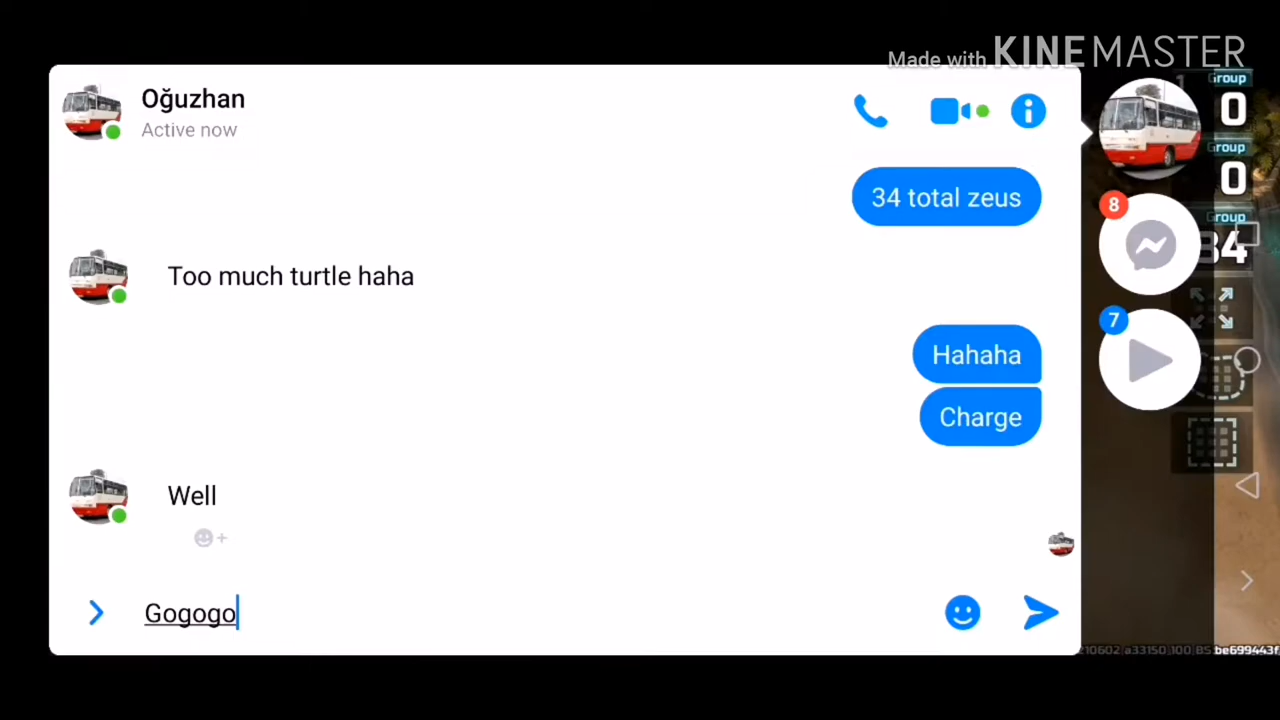 Made with KINEMASTER
Oğuzhan
Active now
34 total zeus
Too much turtle haha
Hahaha
Charge
Well
Gogogo
Group
0
Group
0
Group
34
8
7